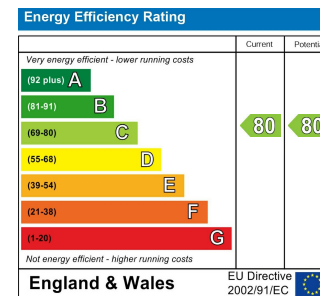 Energy Efficiency Rating
Current Potentia
Very energy efficient - lower running costs
(92 plus) A
(81-91) B
(69-80) C 80 80
(55-68) D
(39-54) E
(21-38) F
(1-20) G
Not energy efficient - higher running costs
England & Wales
EU Directive
2002/91/EC